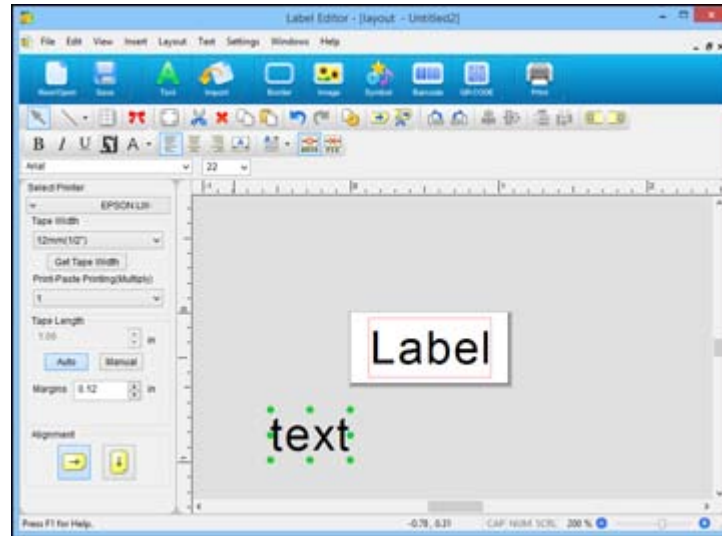 Label Editor - [layout - Untitled2]
File Edit View Insert Layout Text Settings Windows Help
New/Open Save Text Import Border Image Symbol Barcode QR-CODE Print
B I U A
Arial 22
Select Printer
EPSON LW-
Tape Width
12mm(1/2")
Get Tape Width
Print-Paste Printing(Multiply)
1
Tape Length
1.00 in
Auto Manual
Margins 0.12 in
Alignment
Label
text
Press F1 for Help. -0.78, 0.31 CAP NUM SCRL 200 %